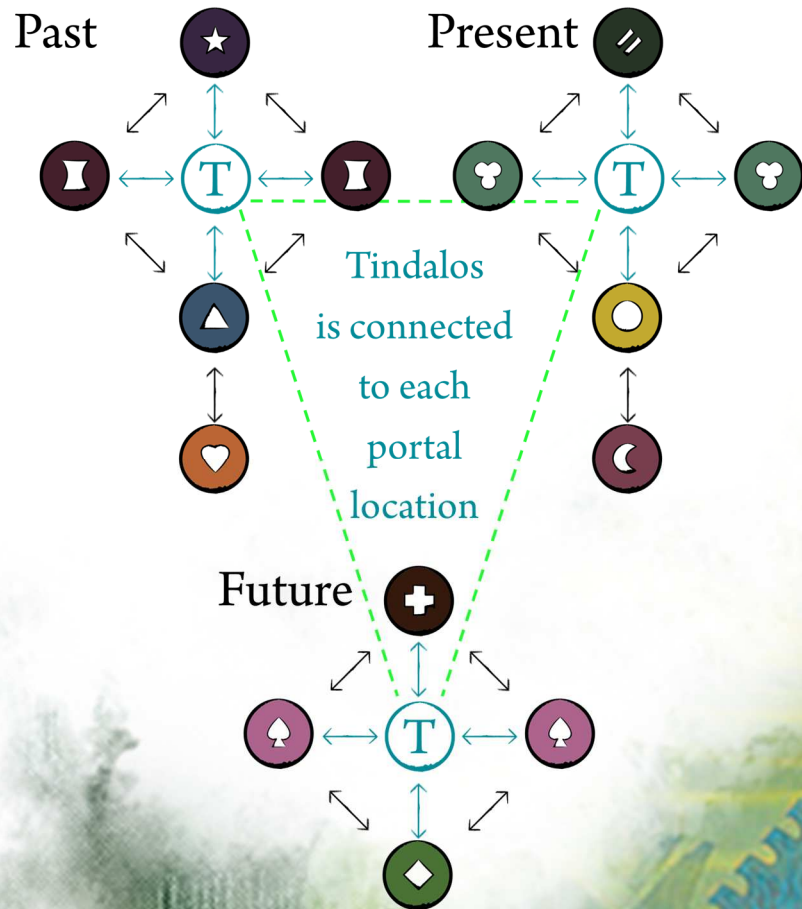 Past
Present
T
T
Tindalos
is connected
to each
portal
location
Future
T